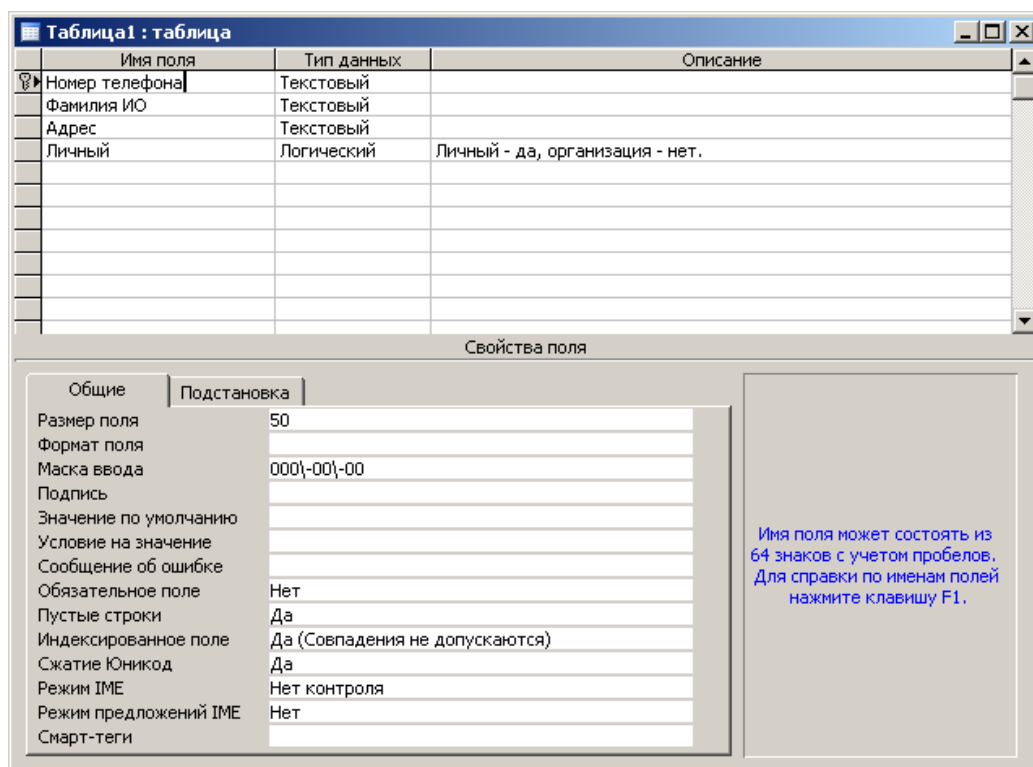 Таблица1 : таблица
Имя поля Тип данных Описание
Номер телефона Текстовый
Фамилия ИО Текстовый
Адрес Текстовый
Личный Логический Личный - да, организация - нет.
Свойства поля
Общие Подстановка
Размер поля 50
Формат поля
Маска ввода 000\-00\-00
Подпись
Значение по умолчанию
Условие на значение
Сообщение об ошибке
Обязательное поле Нет
Пустые строки Да
Индексированное поле Да (Совпадения не допускаются)
Сжатие Юникод Да
Режим IME Нет контроля
Режим предложений IME Нет
Смарт-теги
Имя поля может состоять из
64 знаков с учетом пробелов.
Для справки по именам полей
нажмите клавишу F1.